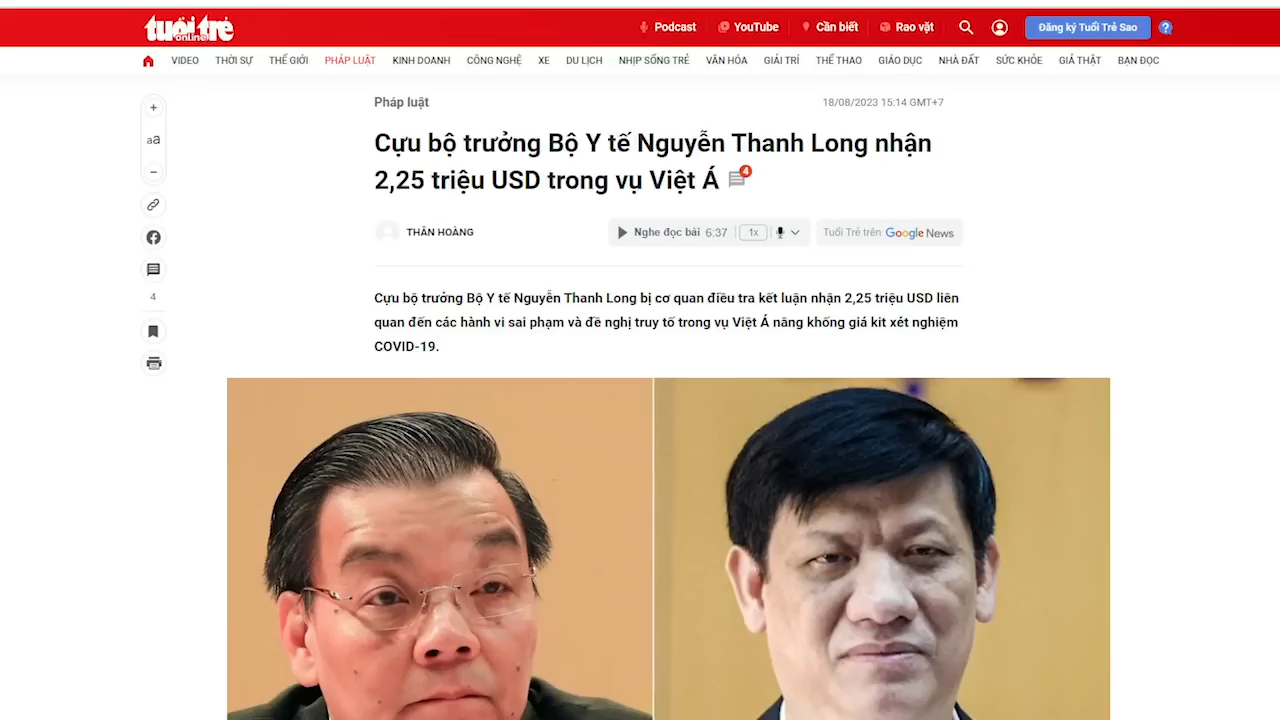 tuổi trẻ
online
Podcast
YouTube
Cần biết
Rao vặt
Đăng ký Tuổi Trẻ Sao
?
VIDEO THỜI SỰ THẾ GIỚI PHÁP LUẬT KINH DOANH CÔNG NGHỆ XE DU LỊCH NHỊP SỐNG TRẺ VĂN HÓA GIẢI TRÍ THỂ THAO GIÁO DỤC NHÀ ĐẤT SỨC KHỎE GIẢ THẬT BẠN ĐỌC
+
aa
−
4
Pháp luật
18/08/2023 15:14 GMT+7
Cựu bộ trưởng Bộ Y tế Nguyễn Thanh Long nhận
2,25 triệu USD trong vụ Việt Á 4
THÂN HOÀNG
Nghe đọc bài 6:37 1x
Tuổi Trẻ trên Google News
Cựu bộ trưởng Bộ Y tế Nguyễn Thanh Long bị cơ quan điều tra kết luận nhận 2,25 triệu USD liên
quan đến các hành vi sai phạm và đề nghị truy tố trong vụ Việt Á nâng khống giá kit xét nghiệm
COVID-19.